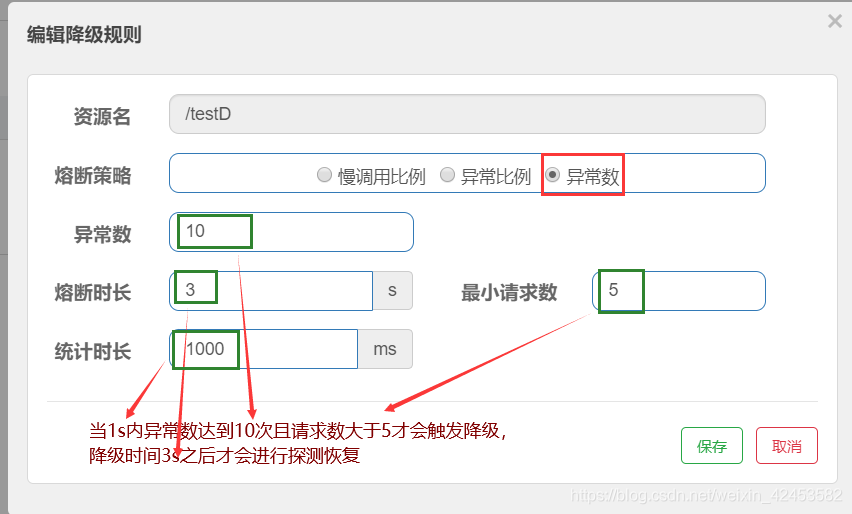 编辑降级规则
×
资源名 /testD
熔断策略 慢调用比例 异常比例 异常数
异常数 10
熔断时长 3 s 最小请求数 5
统计时长 1000 ms
当1s内异常数达到10次且请求数大于5才会触发降级，
降级时间3s之后才会进行探测恢复
保存 取消
https://blog.csdn.net/weixin_42453582